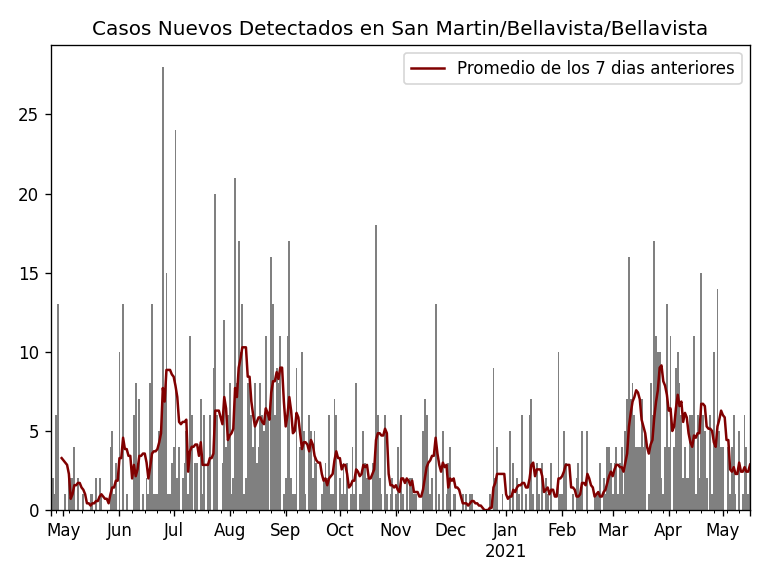 Casos Nuevos Detectados en San Martin/Bellavista/Bellavista
Promedio de los 7 dias anteriores
25
20
15
10
5
0
May Jun Jul Aug Sep Oct Nov Dec Jan Feb Mar Apr May
2021